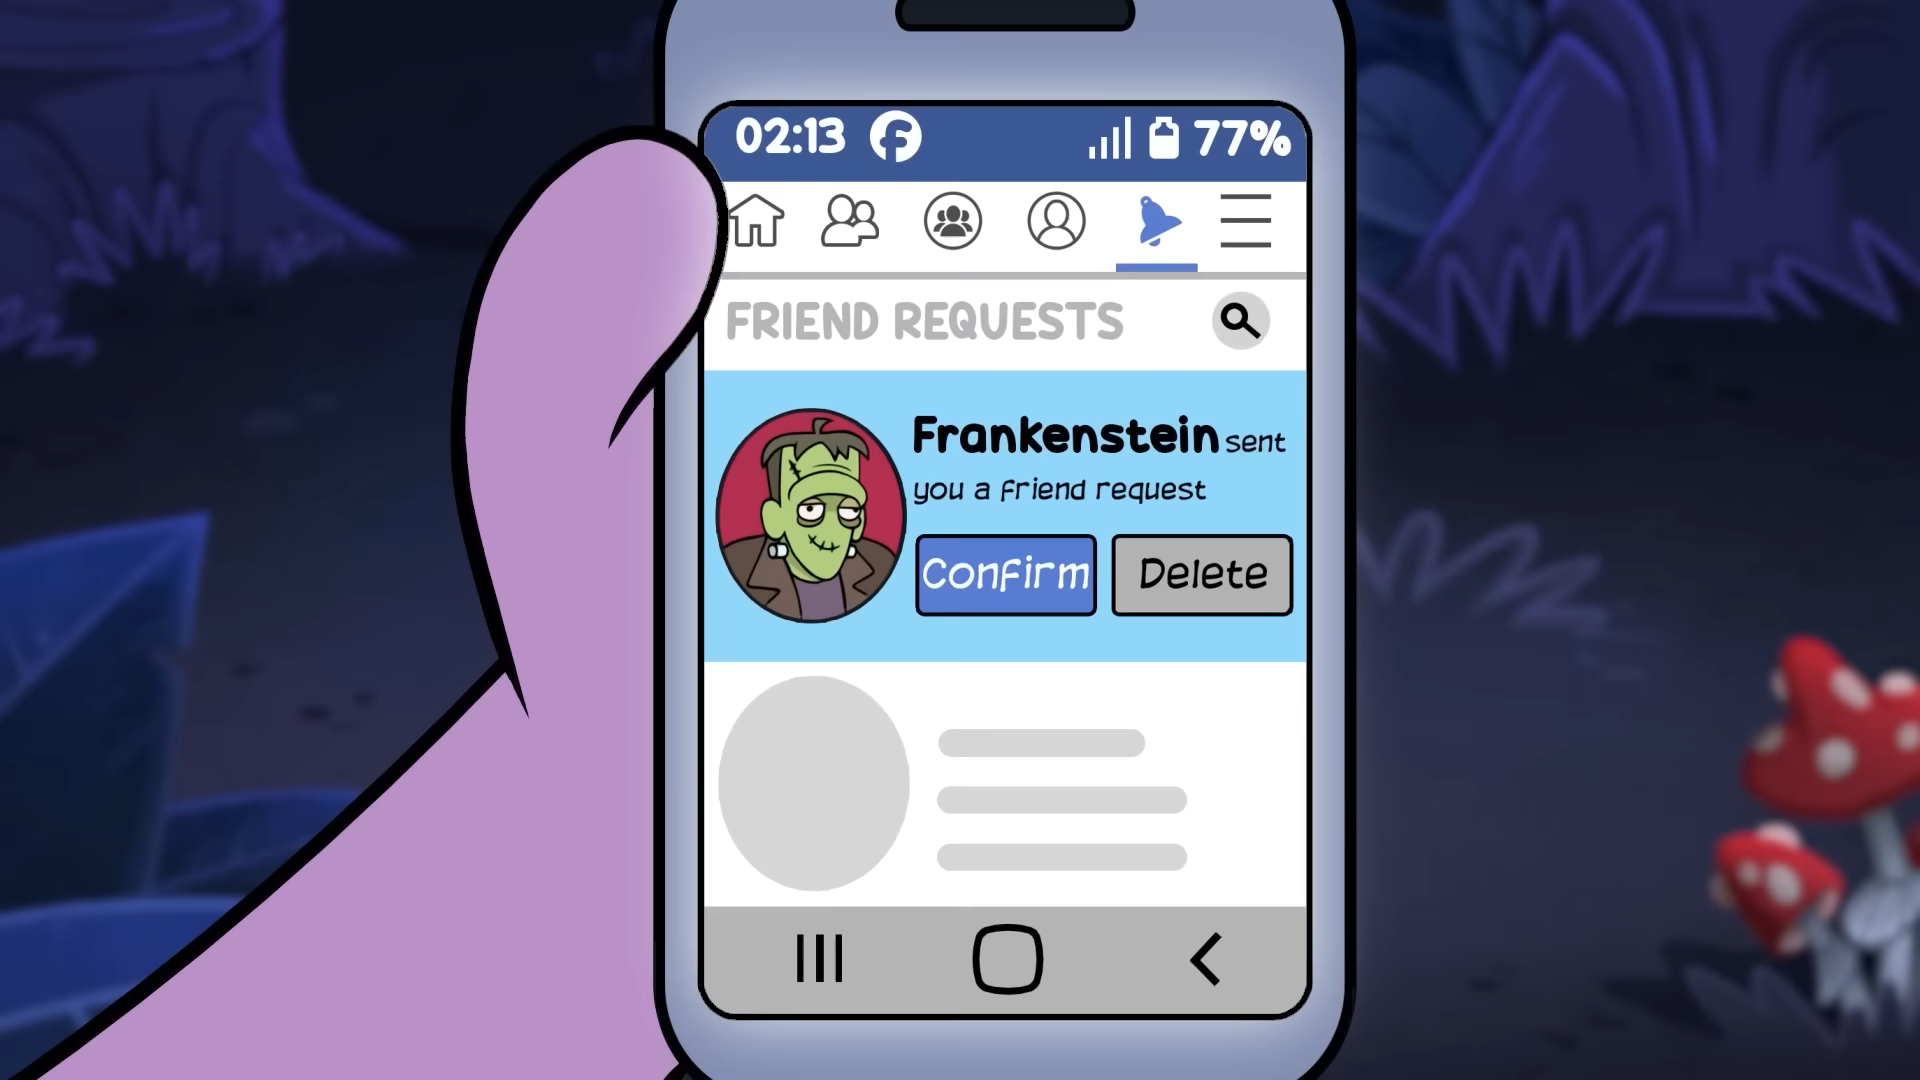 02:13 77%
FRIEND REQUESTS
Frankenstein sent
you a friend request
Confirm Delete